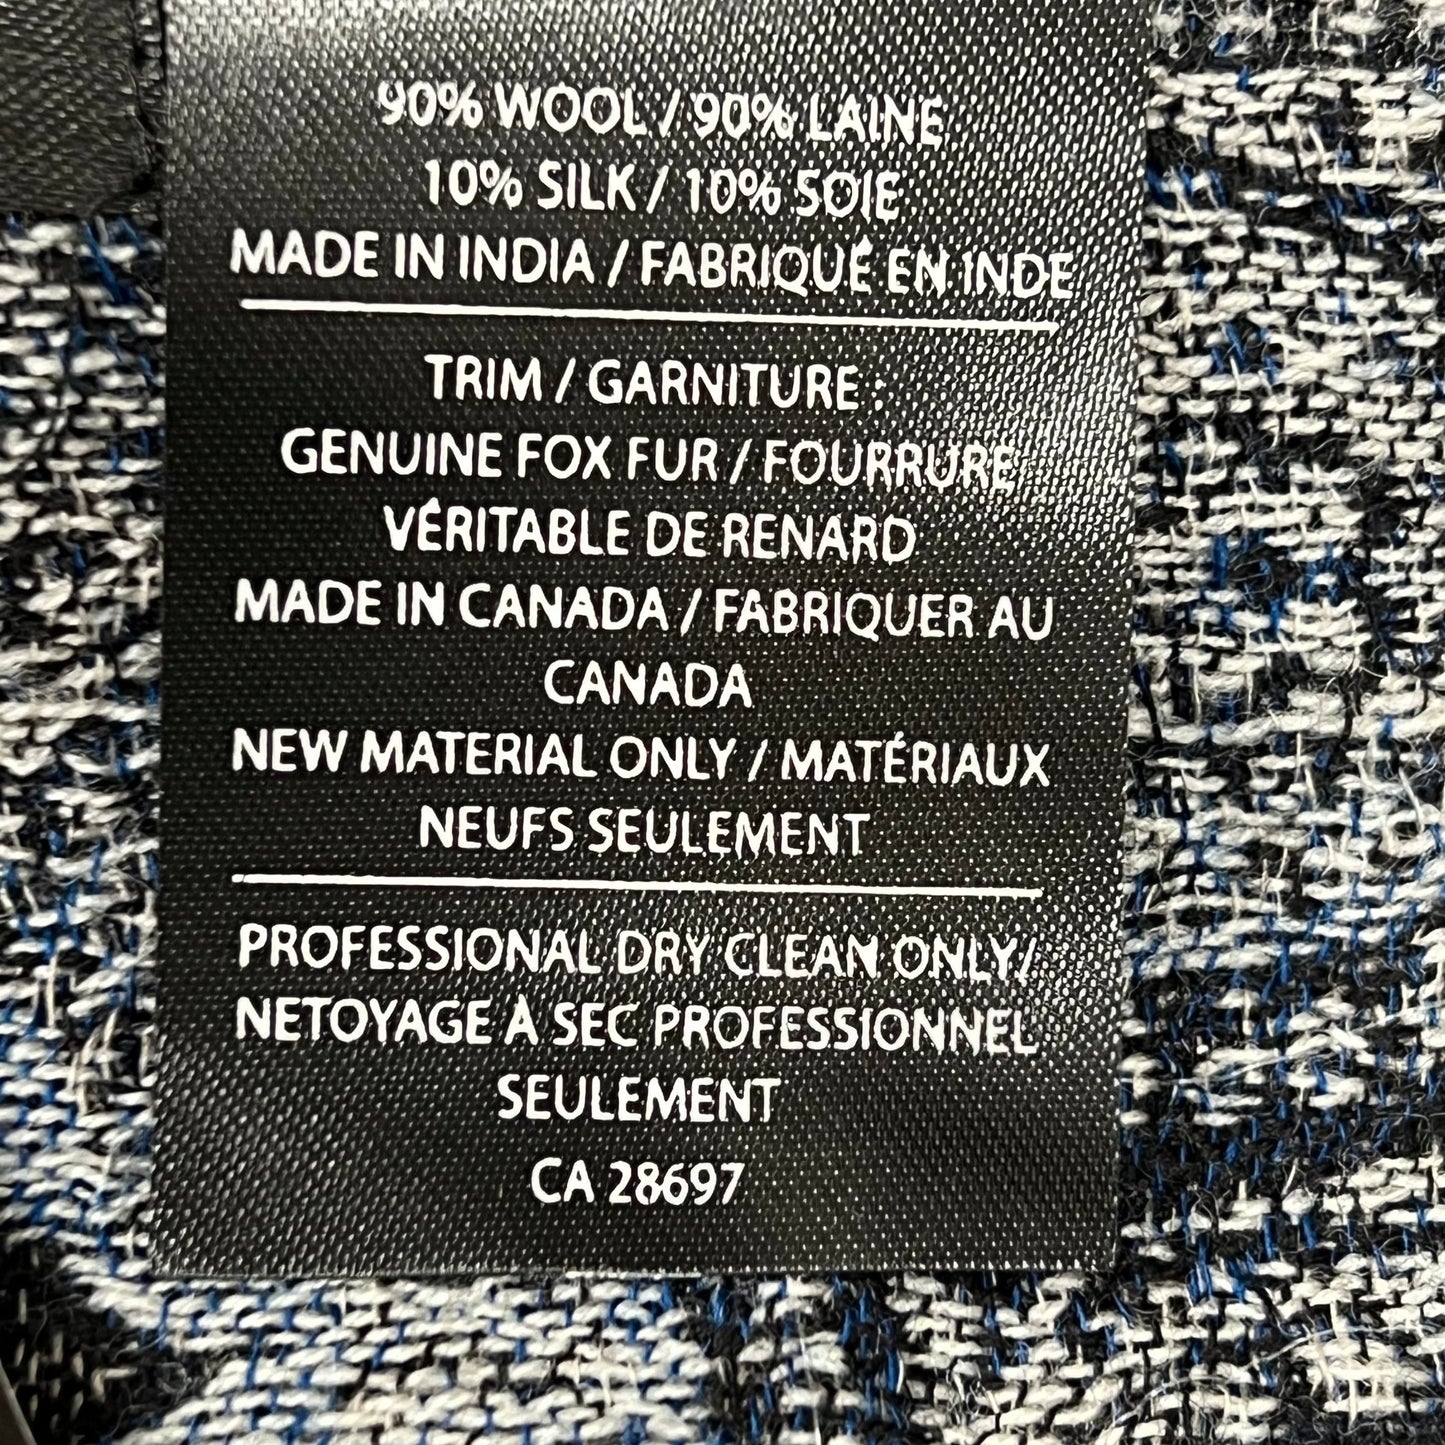 90% WOOL / 90% LAINE
10% SILK / 10% SOIE
MADE IN INDIA / FABRIQUÉ EN INDE
TRIM / GARNITURE :
GENUINE FOX FUR / FOURRURE
VÉRITABLE DE RENARD
MADE IN CANADA / FABRIQUER AU
CANADA
NEW MATERIAL ONLY / MATÉRIAUX
NEUFS SEULEMENT
PROFESSIONAL DRY CLEAN ONLY/
NETOYAGE À SEC PROFESSIONNEL
SEULEMENT
CA 28697